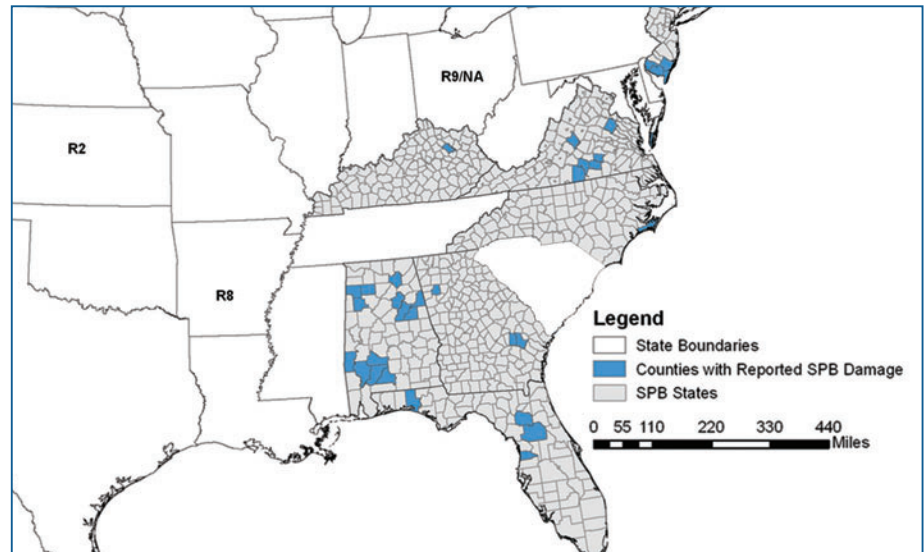 R9/NA
R2
R8
Legend
State Boundaries
Counties with Reported SPB Damage
SPB States
0 55 110 220 330 440
Miles